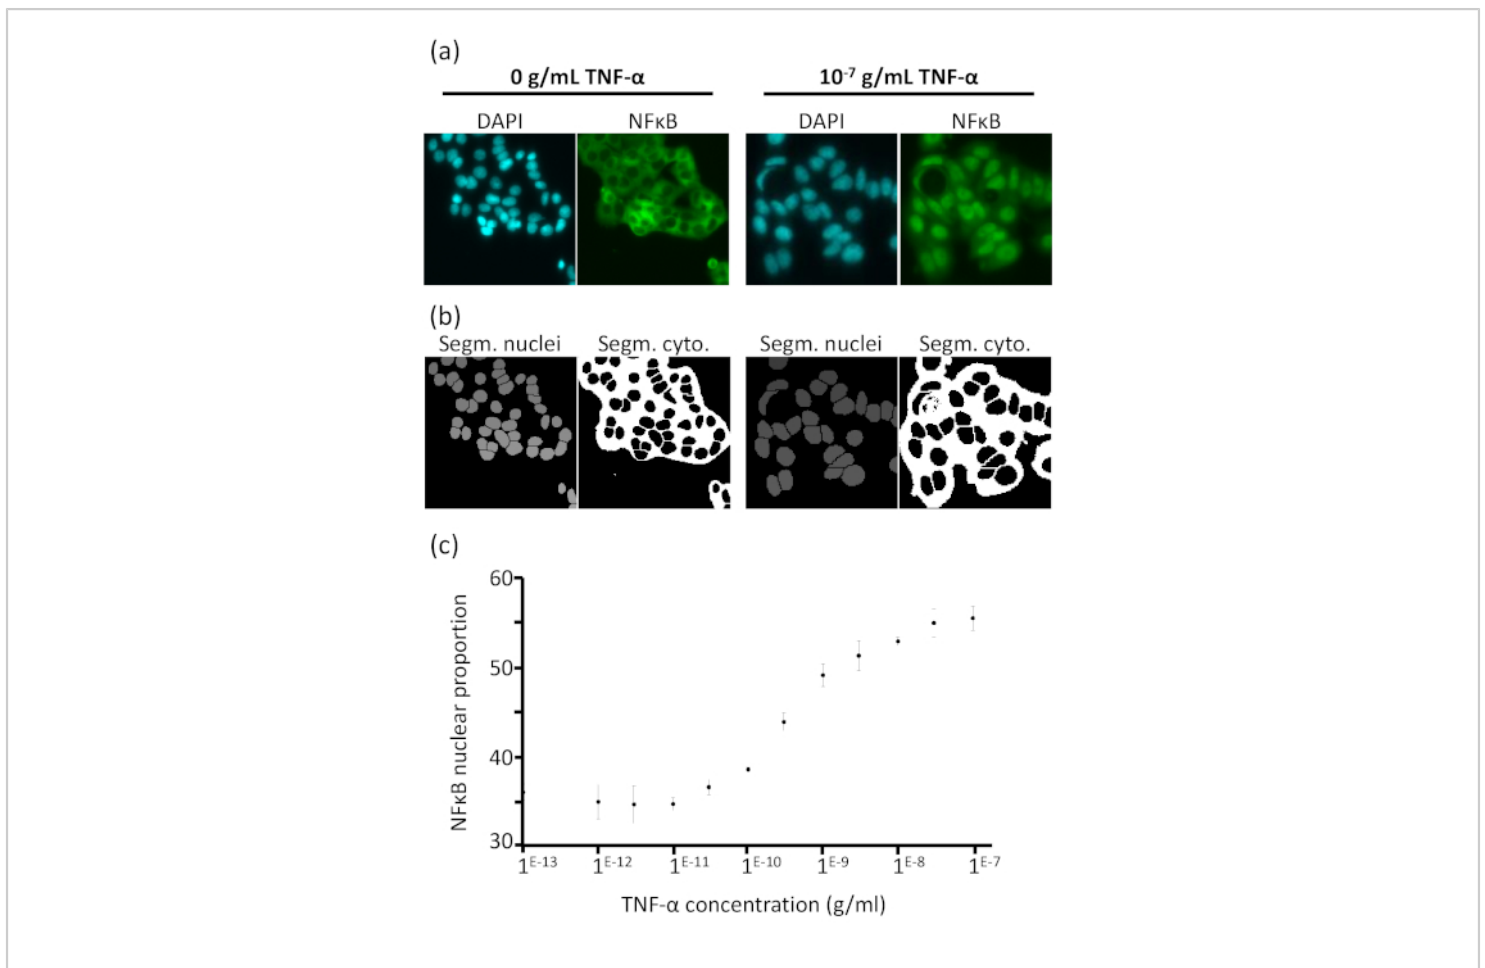 (a)
0 g/mL TNF-α 10⁻⁷ g/mL TNF-α
DAPI NFκB DAPI NFκB
(b)
Segm. nuclei Segm. cyto. Segm. nuclei Segm. cyto.
(c)
60
50
40
30
NFκB nuclear proportion
1E-13 1E-12 1E-11 1E-10 1E-9 1E-8 1E-7
TNF-α concentration (g/ml)